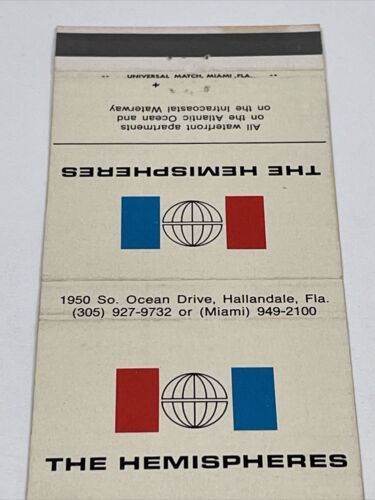 UNIVERSAL MATCH, MIAMI, FLA.
All waterfront apartments
on the Atlantic Ocean and
on the Intracoastal Waterway
THE HEMISPHERES
1950 So. Ocean Drive, Hallandale, Fla.
(305) 927-9732 or (Miami) 949-2100
THE HEMISPHERES